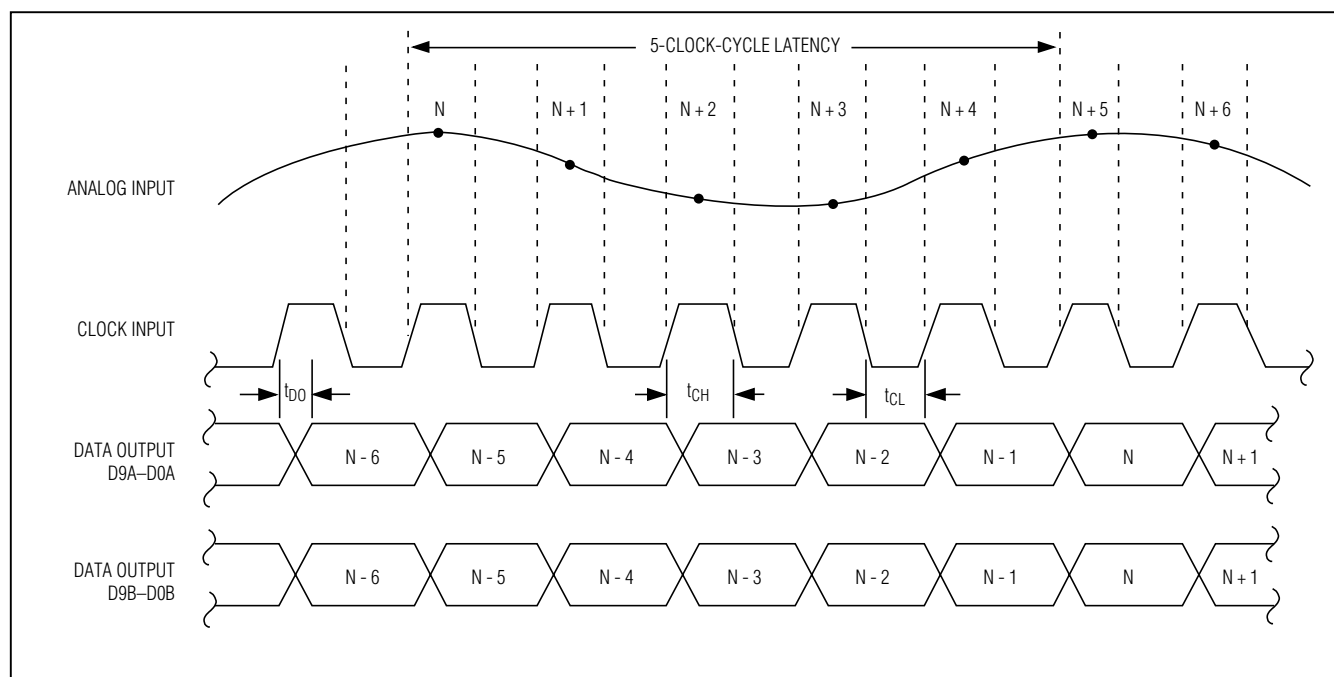 5-CLOCK-CYCLE LATENCY
N N + 1 N + 2 N + 3 N + 4 N + 5 N + 6
ANALOG INPUT
CLOCK INPUT
tDO tCH tCL
DATA OUTPUT
D9A–D0A
N - 6 N - 5 N - 4 N - 3 N - 2 N - 1 N N + 1
DATA OUTPUT
D9B–D0B
N - 6 N - 5 N - 4 N - 3 N - 2 N - 1 N N + 1